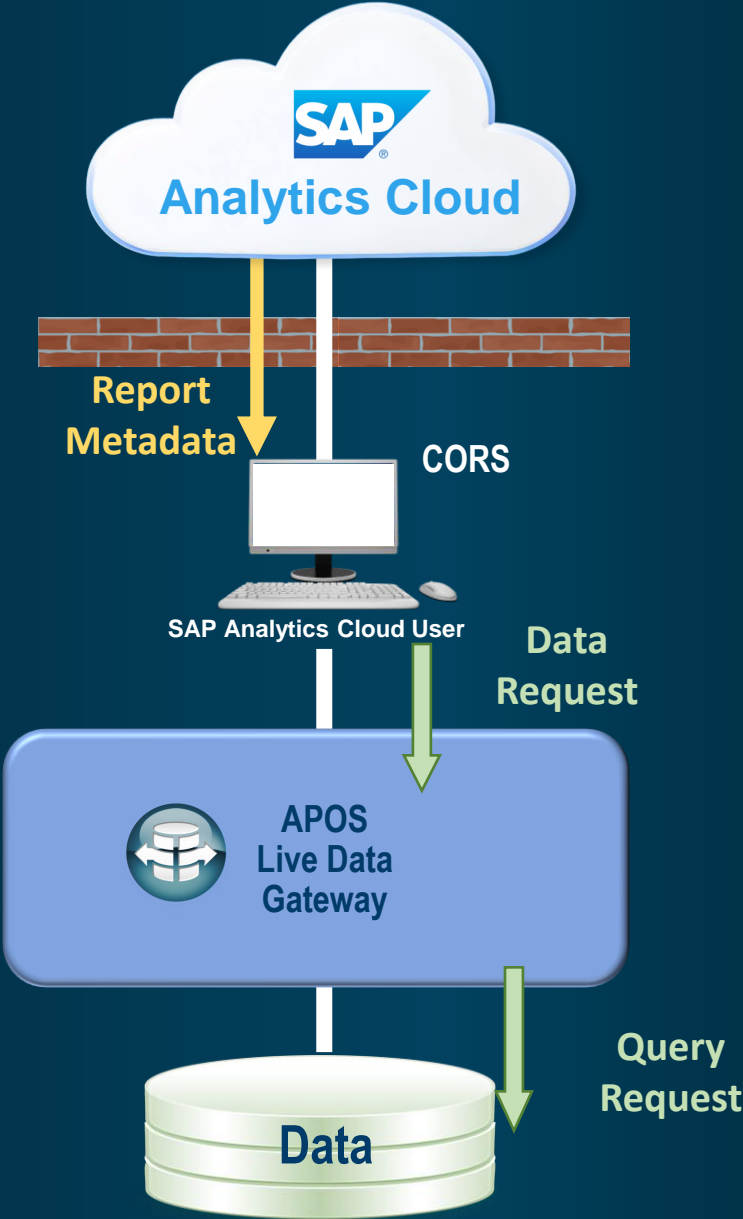 SAP
®
Analytics Cloud
Report
Metadata
CORS
SAP Analytics Cloud User
Data
Request
APOS
Live Data
Gateway
Query
Request
Data